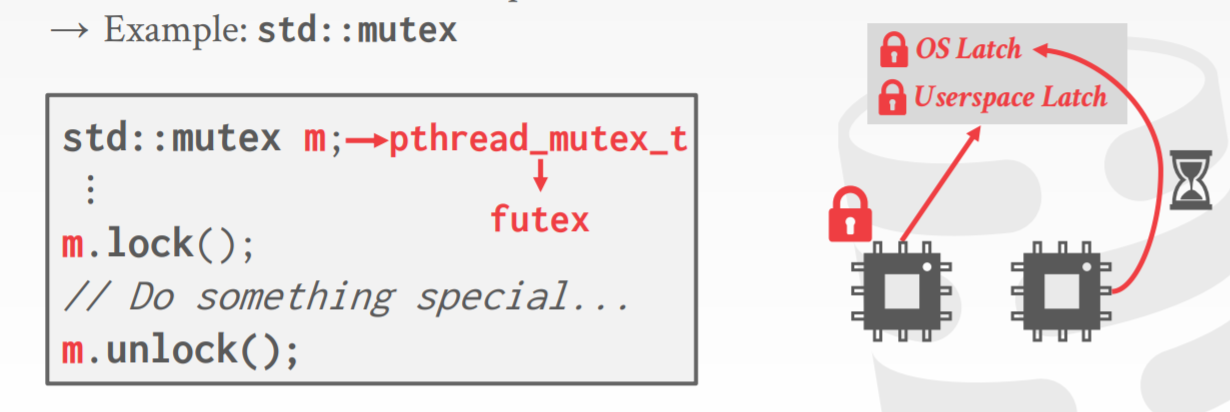 → Example: std::mutex
std::mutex m;→pthread_mutex_t
⋮
futex
m.lock();
// Do something special...
m.unlock();
OS Latch
Userspace Latch